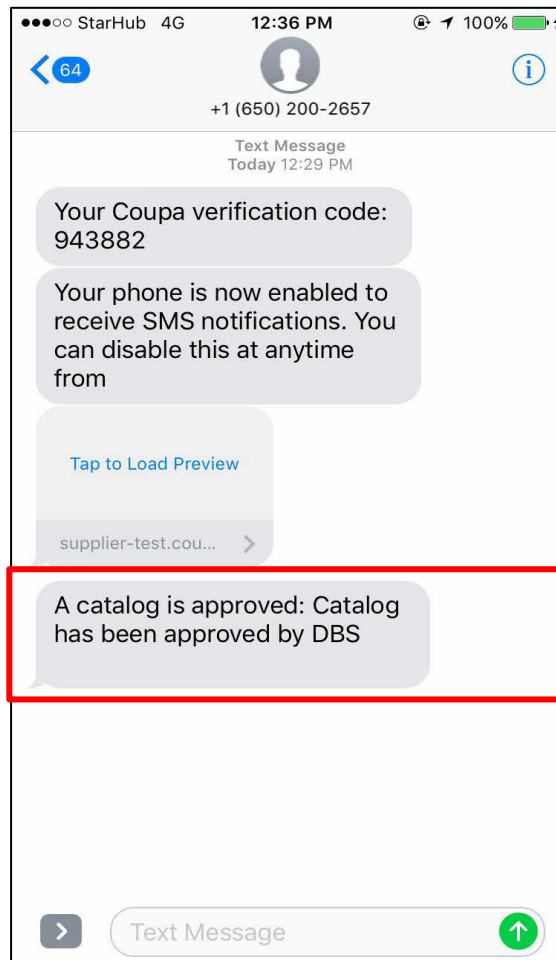 StarHub 4G 12:36 PM 100%
64
i
+1 (650) 200-2657
Text Message
Today 12:29 PM
Your Coupa verification code:
943882
Your phone is now enabled to
receive SMS notifications. You
can disable this at anytime
from
Tap to Load Preview
supplier-test.cou...
A catalog is approved: Catalog
has been approved by DBS
Text Message